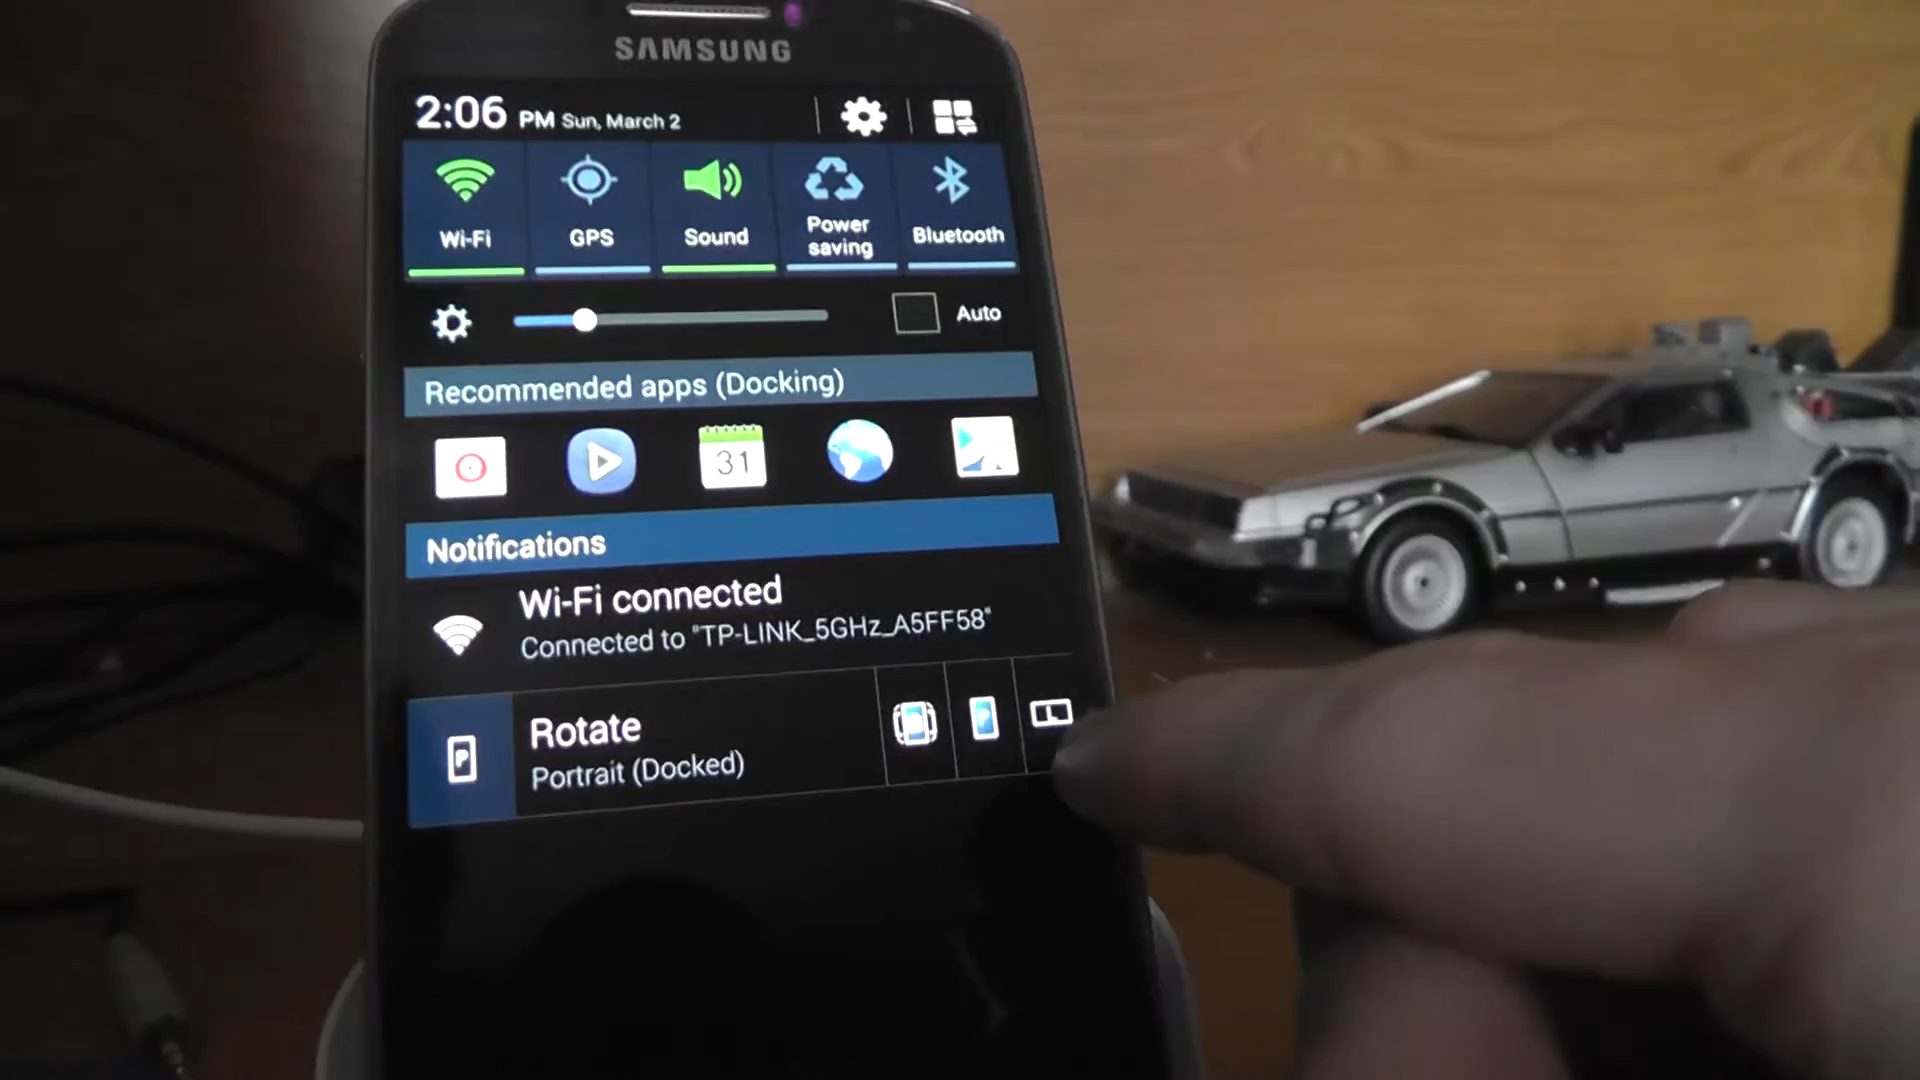 SAMSUNG
2:06 PM Sun, March 2
Wi-Fi
GPS
Sound
Power
saving
Bluetooth
Auto
Recommended apps (Docking)
31
Notifications
Wi-Fi connected
Connected to "TP-LINK_5GHz_A5FF58"
P
Rotate
Portrait (Docked)
P
L